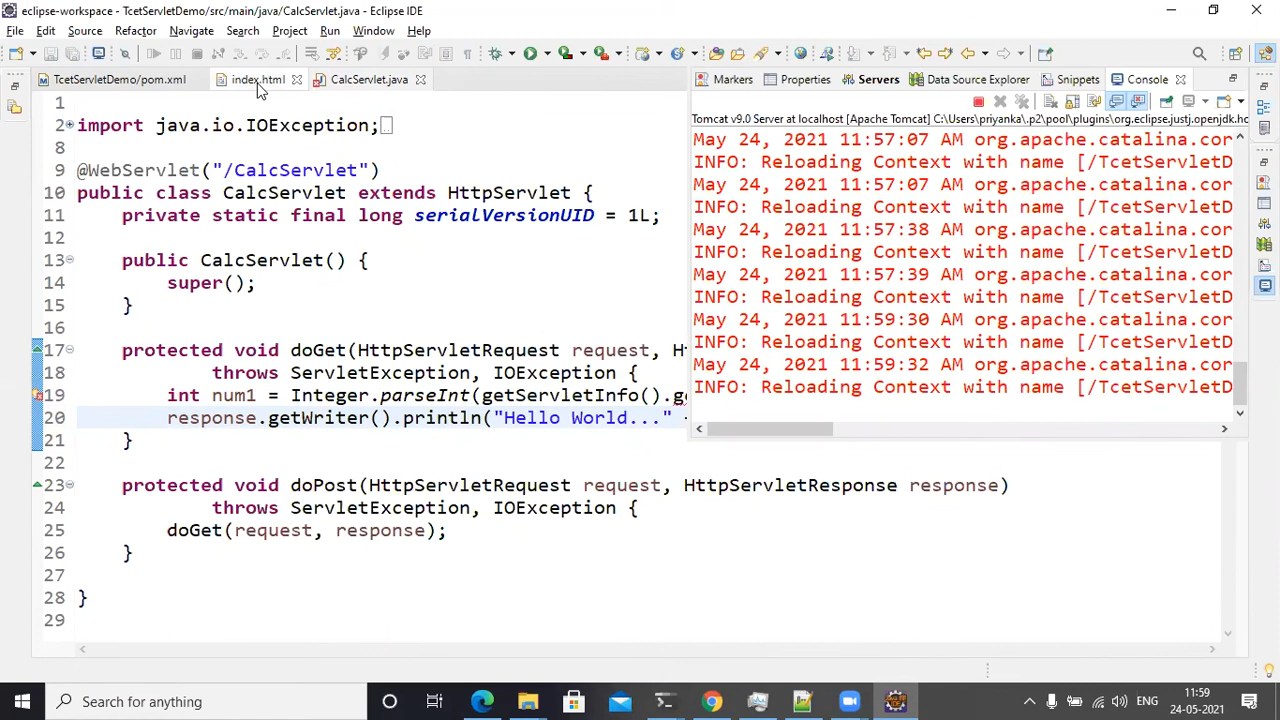 eclipse-workspace - TcetServletDemo/src/main/java/CalcServlet.java - Eclipse IDE
File Edit Source Refactor Navigate Search Project Run Window Help
TcetServletDemo/pom.xml index.html CalcServlet.java Markers Properties Servers Data Source Explorer Snippets Console
Tomcat v9.0 Server at localhost [Apache Tomcat] C:\Users\priyanka\.p2\pool\plugins\org.eclipse.justj.openjdk.ho
1
2 import java.io.IOException;
8
9 @WebServlet("/CalcServlet")
10 public class CalcServlet extends HttpServlet {
11 private static final long serialVersionUID = 1L;
12
13 public CalcServlet() {
14 super();
15 }
16
17 protected void doGet(HttpServletRequest request, H
18 throws ServletException, IOException {
19 int num1 = Integer.parseInt(getServletInfo().ge
20 response.getWriter().println("Hello World..."
21 }
22
23 protected void doPost(HttpServletRequest request, HttpServletResponse response)
24 throws ServletException, IOException {
25 doGet(request, response);
26 }
27
28 }
29
May 24, 2021 11:57:07 AM org.apache.catalina.cor
INFO: Reloading Context with name [/TcetServletD
May 24, 2021 11:57:07 AM org.apache.catalina.cor
INFO: Reloading Context with name [/TcetServletD
May 24, 2021 11:57:38 AM org.apache.catalina.cor
INFO: Reloading Context with name [/TcetServletD
May 24, 2021 11:57:39 AM org.apache.catalina.cor
INFO: Reloading Context with name [/TcetServletD
May 24, 2021 11:59:30 AM org.apache.catalina.cor
INFO: Reloading Context with name [/TcetServletD
May 24, 2021 11:59:32 AM org.apache.catalina.cor
INFO: Reloading Context with name [/TcetServletD
Search for anything
ENG
11:59
24-05-2021